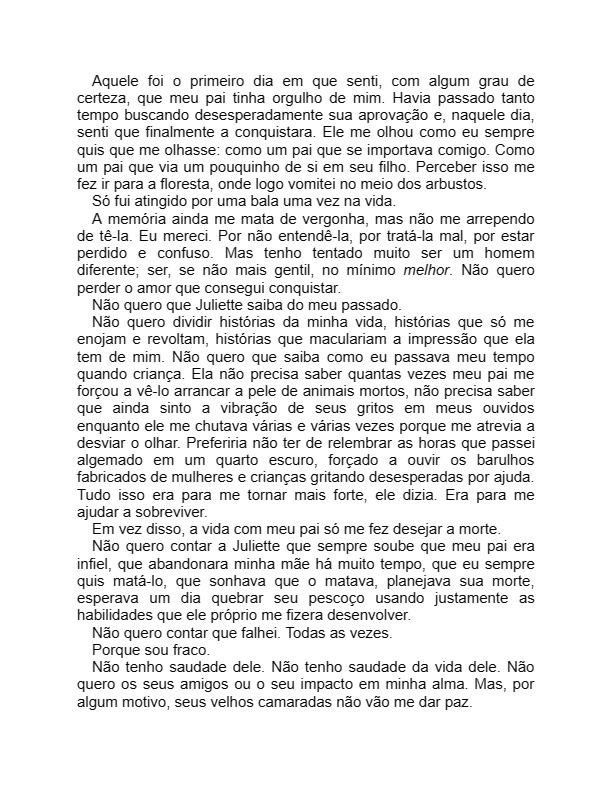 Aquele foi o primeiro dia em que senti, com algum grau de
certeza, que meu pai tinha orgulho de mim. Havia passado tanto
tempo buscando desesperadamente sua aprovação e, naquele dia,
senti que finalmente a conquistara. Ele me olhou como eu sempre
quis que me olhasse: como um pai que se importava comigo. Como
um pai que via um pouquinho de si em seu filho. Perceber isso me
fez ir para a floresta, onde logo vomitei no meio dos arbustos.
Só fui atingido por uma bala uma vez na vida.
A memória ainda me mata de vergonha, mas não me arrependo
de tê-la. Eu mereci. Por não entendê-la, por tratá-la mal, por estar
perdido e confuso. Mas tenho tentado muito ser um homem
diferente; ser, se não mais gentil, no mínimo melhor. Não quero
perder o amor que consegui conquistar.
Não quero que Juliette saiba do meu passado.
Não quero dividir histórias da minha vida, histórias que só me
enojam e revoltam, histórias que maculariam a impressão que ela
tem de mim. Não quero que saiba como eu passava meu tempo
quando criança. Ela não precisa saber quantas vezes meu pai me
forçou a vê-lo arrancar a pele de animais mortos, não precisa saber
que ainda sinto a vibração de seus gritos em meus ouvidos
enquanto ele me chutava várias e várias vezes porque me atrevia a
desviar o olhar. Preferiria não ter de relembrar as horas que passei
algemado em um quarto escuro, forçado a ouvir os barulhos
fabricados de mulheres e crianças gritando desesperadas por ajuda.
Tudo isso era para me tornar mais forte, ele dizia. Era para me
ajudar a sobreviver.
Em vez disso, a vida com meu pai só me fez desejar a morte.
Não quero contar a Juliette que sempre soube que meu pai era
infiel, que abandonara minha mãe há muito tempo, que eu sempre
quis matá-lo, que sonhava que o matava, planejava sua morte,
esperava um dia quebrar seu pescoço usando justamente as
habilidades que ele próprio me fizera desenvolver.
Não quero contar que falhei. Todas as vezes.
Porque sou fraco.
Não tenho saudade dele. Não tenho saudade da vida dele. Não
quero os seus amigos ou o seu impacto em minha alma. Mas, por
algum motivo, seus velhos camaradas não vão me dar paz.